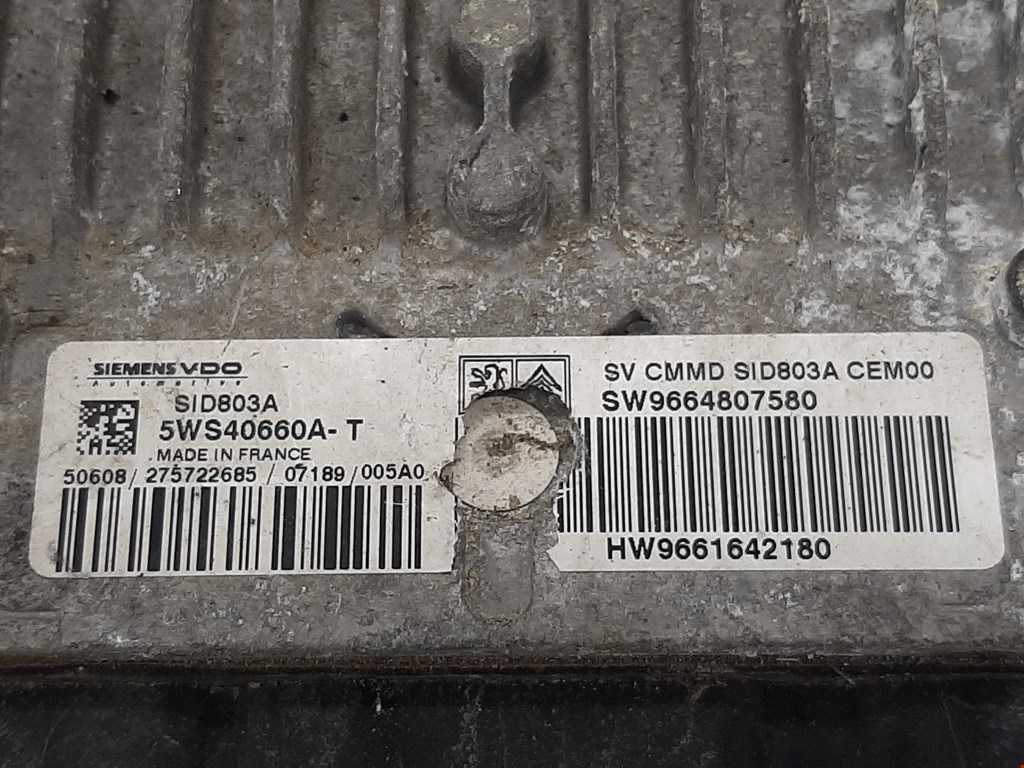 SIEMENS VDO
Automotive
SID803A
5WS40660A-T
MADE IN FRANCE
50608/275722685/07189/005A0
SV CMMD SID803A CEM00
SW9664807580
HW9661642180